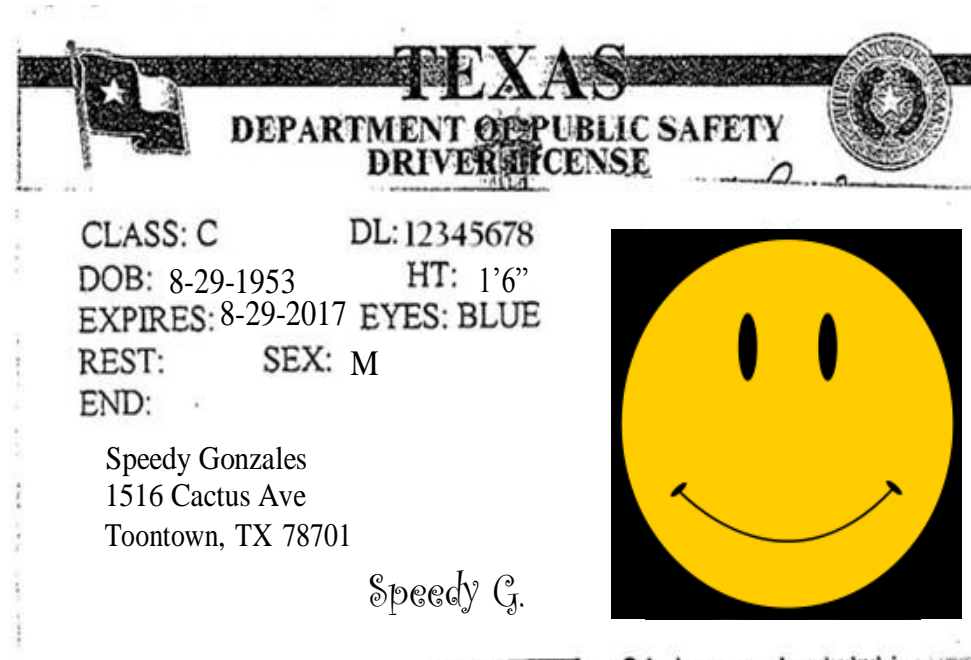 TEXAS
DEPARTMENT OF PUBLIC SAFETY
DRIVER LICENSE
CLASS: C DL: 12345678
DOB: 8-29-1953 HT: 1’6”
EXPIRES: 8-29-2017 EYES: BLUE
REST: SEX: M
END:
Speedy Gonzales
1516 Cactus Ave
Toontown, TX 78701
Speedy G.